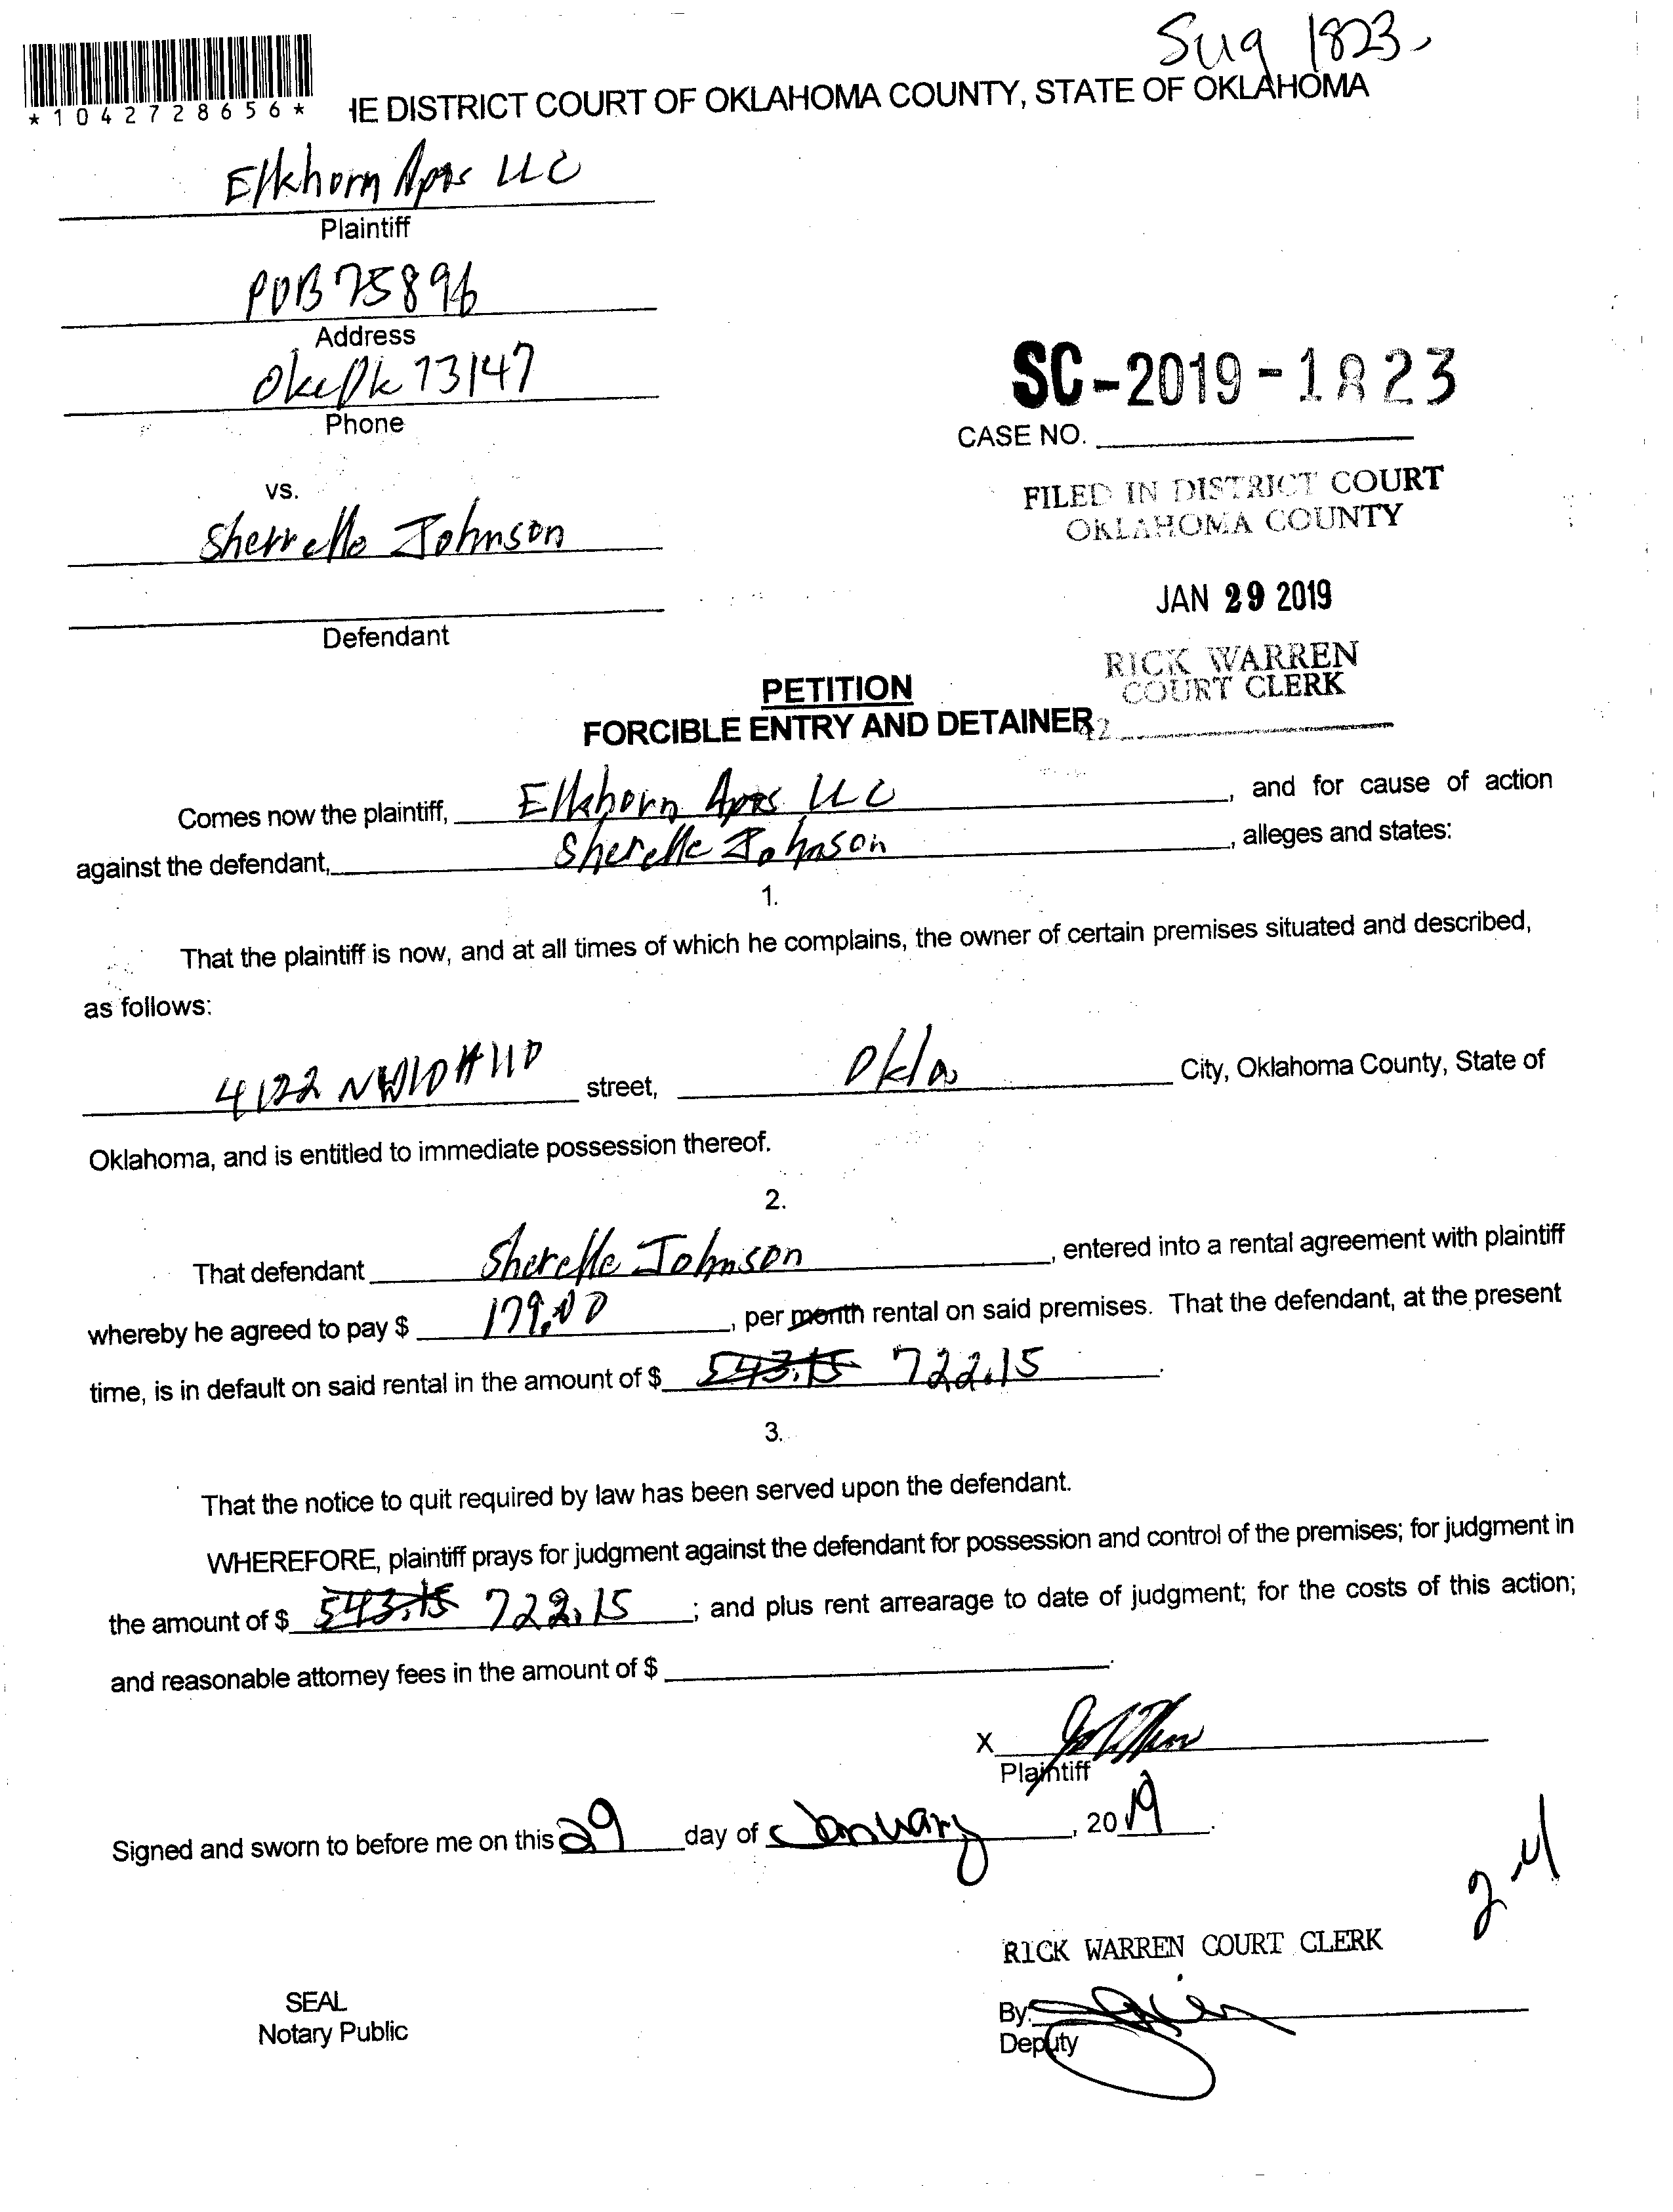 Sug 1823
*1042728656*
IE DISTRICT COURT OF OKLAHOMA COUNTY, STATE OF OKLAHOMA
Elkhorn Apts LLC
Plaintiff
POB 75896
Address
Okc Ok 73147
Phone
SC-2019-1823
CASE NO.
vs.
FILED IN DISTRICT COURT
OKLAHOMA COUNTY
Sherrelle Johnson
JAN 29 2019
Defendant
RICK WARREN
COURT CLERK
PETITION
FORCIBLE ENTRY AND DETAINER
42
Comes now the plaintiff, Elkhorn Apts LLC, and for cause of action
against the defendant, Sherelle Johnson, alleges and states:
1.
That the plaintiff is now, and at all times of which he complains, the owner of certain premises situated and described,
as follows:
4122 NW10 #110 street, Okla City, Oklahoma County, State of
Oklahoma, and is entitled to immediate possession thereof.
2.
That defendant Sherelle Johnson, entered into a rental agreement with plaintiff
whereby he agreed to pay $ 179.00, per month rental on said premises. That the defendant, at the present
time, is in default on said rental in the amount of $ 543.15 722.15.
3.
That the notice to quit required by law has been served upon the defendant.
WHEREFORE, plaintiff prays for judgment against the defendant for possession and control of the premises; for judgment in
the amount of $ 543.15 722.15; and plus rent arrearage to date of judgment; for the costs of this action;
and reasonable attorney fees in the amount of $.
X
Plaintiff
Signed and sworn to before me on this 29 day of January, 2019.
RICK WARREN COURT CLERK
SEAL
Notary Public
By:
Deputy